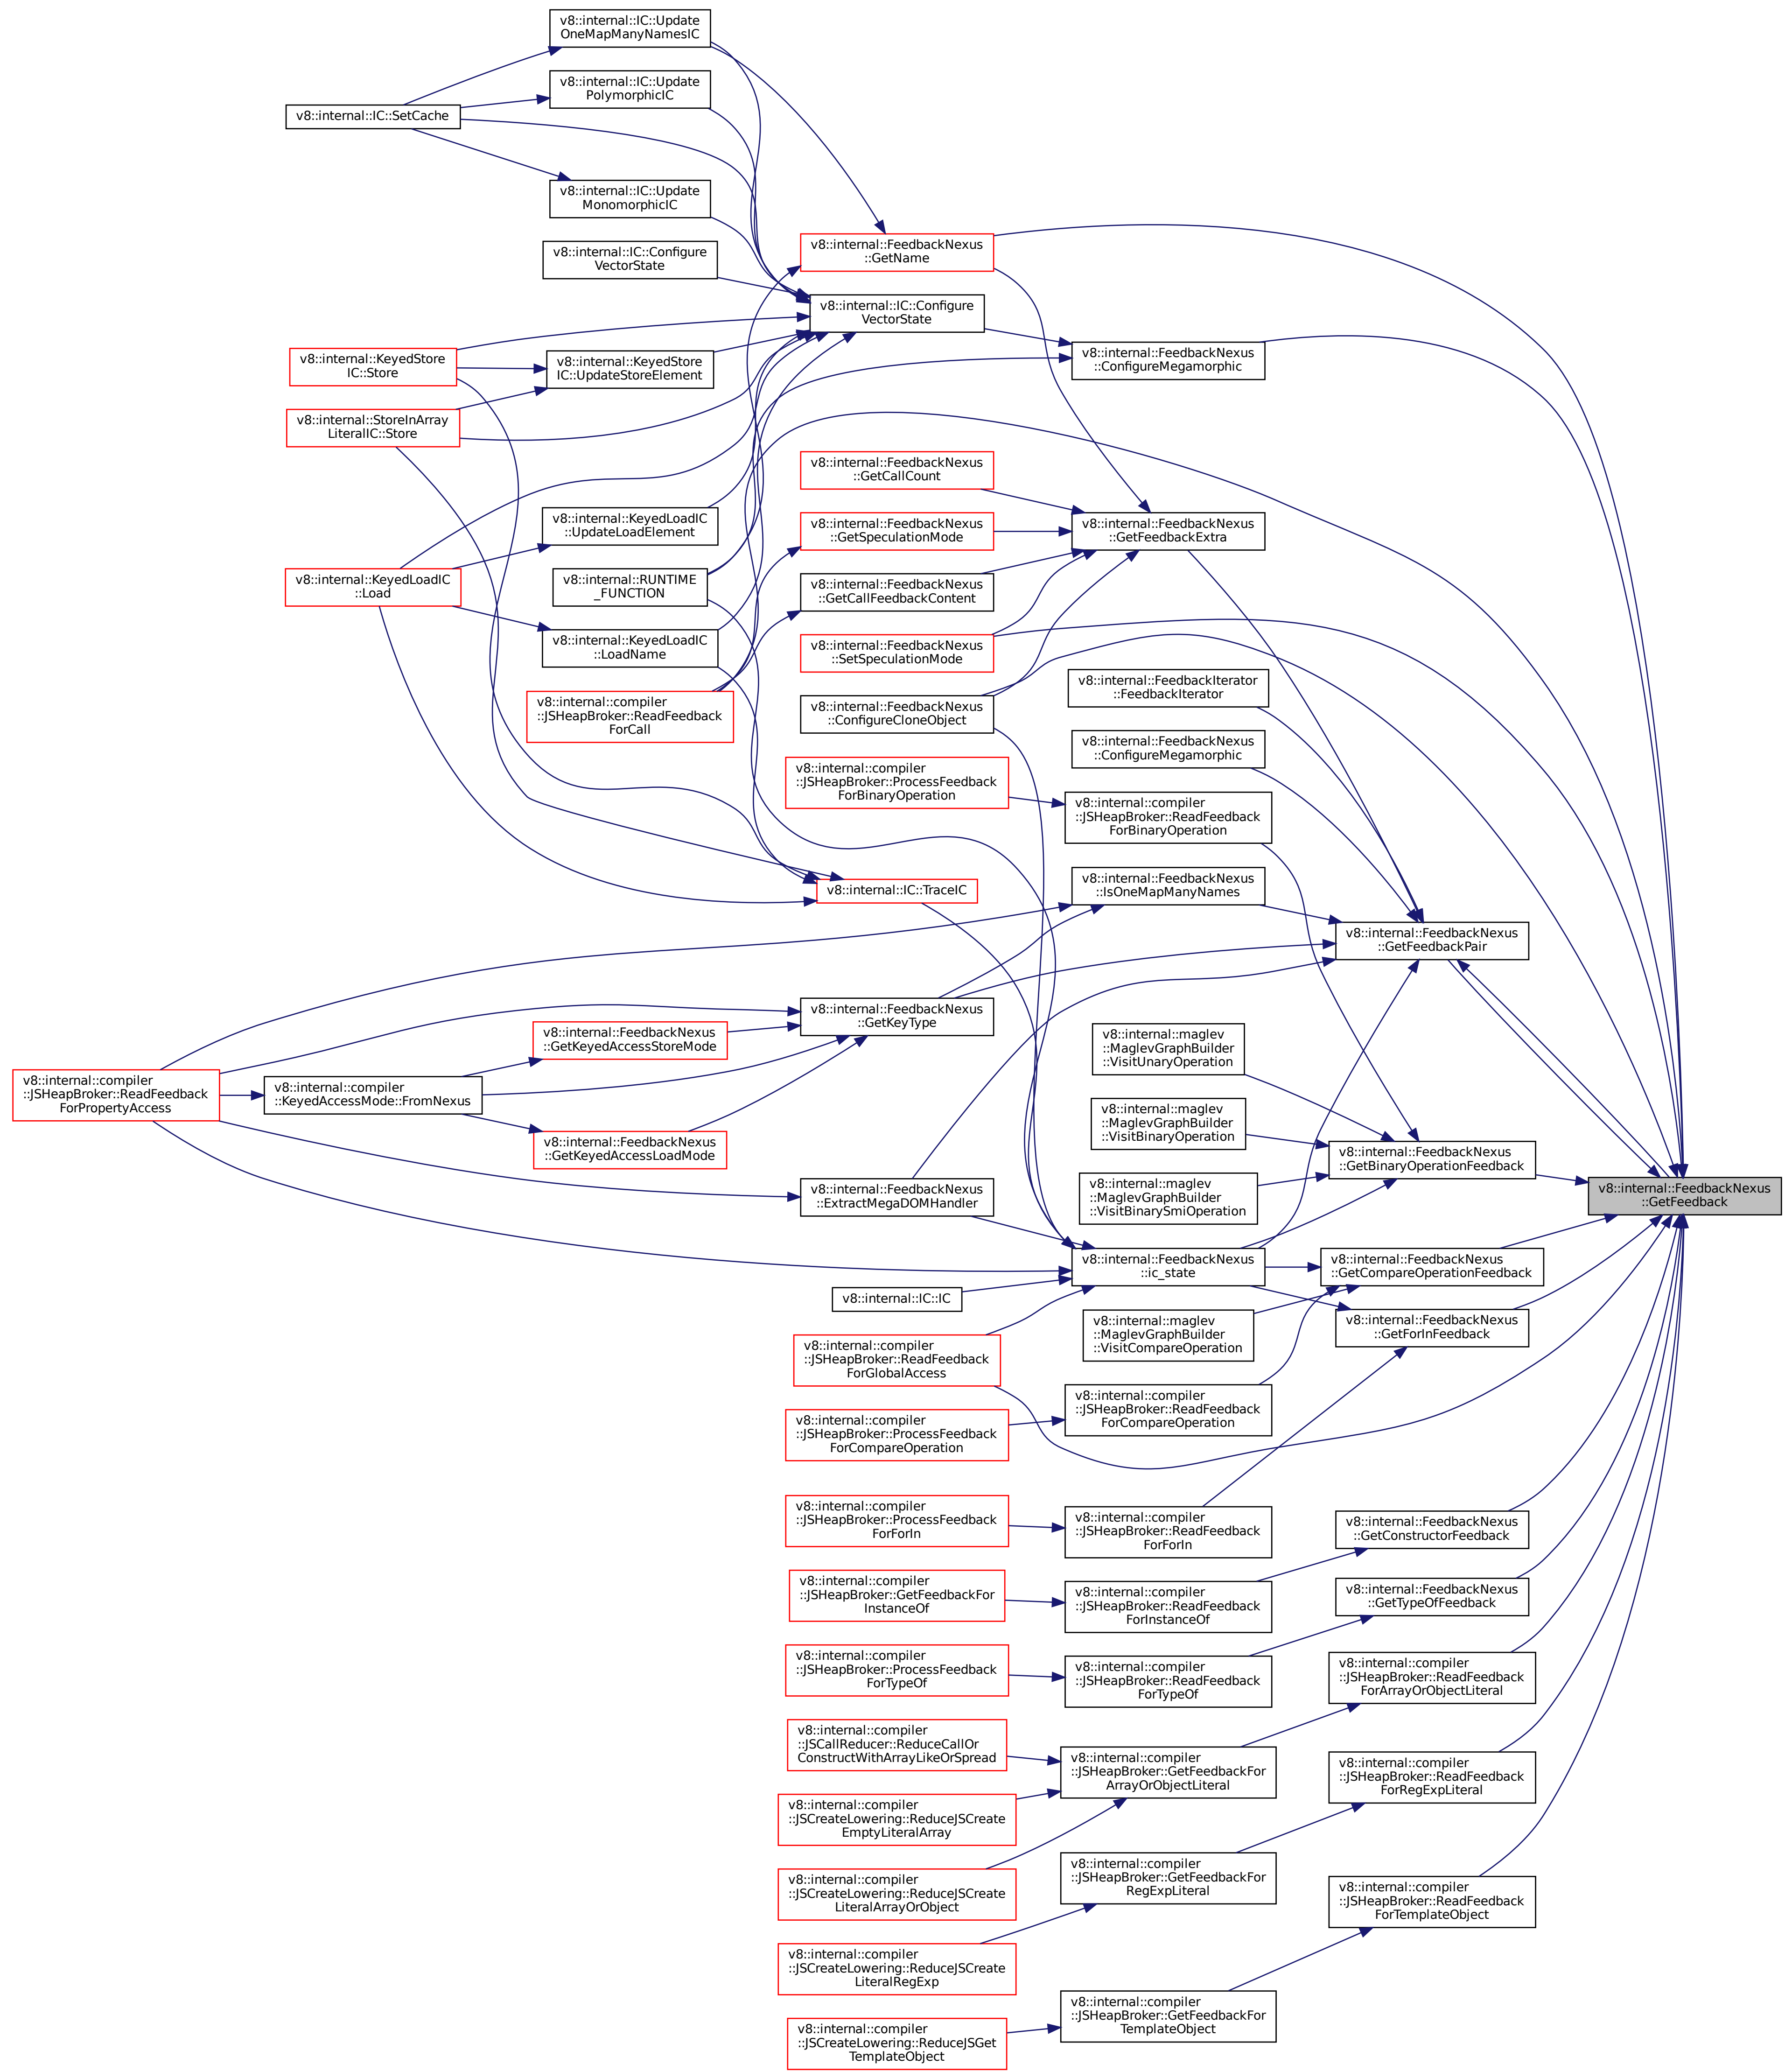 v8::internal::IC::Update
OneMapManyNamesIC
v8::internal::IC::Update
PolymorphicIC
v8::internal::IC::SetCache
v8::internal::IC::Update
MonomorphicIC
v8::internal::IC::Configure
VectorState
v8::internal::FeedbackNexus
::GetName
v8::internal::IC::Configure
VectorState
v8::internal::KeyedStore
IC::Store
v8::internal::KeyedStore
IC::UpdateStoreElement
v8::internal::FeedbackNexus
::ConfigureMegamorphic
v8::internal::StoreInArray
LiteralIC::Store
v8::internal::FeedbackNexus
::GetCallCount
v8::internal::KeyedLoadIC
::UpdateLoadElement
v8::internal::FeedbackNexus
::GetSpeculationMode
v8::internal::FeedbackNexus
::GetFeedbackExtra
v8::internal::KeyedLoadIC
::Load
v8::internal::RUNTIME
_FUNCTION
v8::internal::FeedbackNexus
::GetCallFeedbackContent
v8::internal::KeyedLoadIC
::LoadName
v8::internal::FeedbackNexus
::SetSpeculationMode
v8::internal::FeedbackIterator
::FeedbackIterator
v8::internal::compiler
::JSHeapBroker::ReadFeedback
ForCall
v8::internal::FeedbackNexus
::ConfigureCloneObject
v8::internal::FeedbackNexus
::ConfigureMegamorphic
v8::internal::compiler
::JSHeapBroker::ProcessFeedback
ForBinaryOperation
v8::internal::compiler
::JSHeapBroker::ReadFeedback
ForBinaryOperation
v8::internal::IC::TraceIC
v8::internal::FeedbackNexus
::IsOneMapManyNames
v8::internal::FeedbackNexus
::GetFeedbackPair
v8::internal::FeedbackNexus
::GetKeyType
v8::internal::FeedbackNexus
::GetKeyedAccessStoreMode
v8::internal::maglev
::MaglevGraphBuilder
::VisitUnaryOperation
v8::internal::compiler
::JSHeapBroker::ReadFeedback
ForPropertyAccess
v8::internal::compiler
::KeyedAccessMode::FromNexus
v8::internal::maglev
::MaglevGraphBuilder
::VisitBinaryOperation
v8::internal::FeedbackNexus
::GetKeyedAccessLoadMode
v8::internal::FeedbackNexus
::GetBinaryOperationFeedback
v8::internal::FeedbackNexus
::ExtractMegaDOMHandler
v8::internal::maglev
::MaglevGraphBuilder
::VisitBinarySmiOperation
v8::internal::FeedbackNexus
::GetFeedback
v8::internal::FeedbackNexus
::ic_state
v8::internal::FeedbackNexus
::GetCompareOperationFeedback
v8::internal::IC::IC
v8::internal::maglev
::MaglevGraphBuilder
::VisitCompareOperation
v8::internal::FeedbackNexus
::GetForInFeedback
v8::internal::compiler
::JSHeapBroker::ReadFeedback
ForGlobalAccess
v8::internal::compiler
::JSHeapBroker::ProcessFeedback
ForCompareOperation
v8::internal::compiler
::JSHeapBroker::ReadFeedback
ForCompareOperation
v8::internal::compiler
::JSHeapBroker::ProcessFeedback
ForForIn
v8::internal::compiler
::JSHeapBroker::ReadFeedback
ForForIn
v8::internal::FeedbackNexus
::GetConstructorFeedback
v8::internal::compiler
::JSHeapBroker::GetFeedbackFor
InstanceOf
v8::internal::compiler
::JSHeapBroker::ReadFeedback
ForInstanceOf
v8::internal::FeedbackNexus
::GetTypeOfFeedback
v8::internal::compiler
::JSHeapBroker::ProcessFeedback
ForTypeOf
v8::internal::compiler
::JSHeapBroker::ReadFeedback
ForTypeOf
v8::internal::compiler
::JSHeapBroker::ReadFeedback
ForArrayOrObjectLiteral
v8::internal::compiler
::JSCallReducer::ReduceCallOr
ConstructWithArrayLikeOrSpread
v8::internal::compiler
::JSHeapBroker::GetFeedbackFor
ArrayOrObjectLiteral
v8::internal::compiler
::JSHeapBroker::ReadFeedback
ForRegExpLiteral
v8::internal::compiler
::JSCreateLowering::ReduceJSCreate
EmptyLiteralArray
v8::internal::compiler
::JSCreateLowering::ReduceJSCreate
LiteralArrayOrObject
v8::internal::compiler
::JSHeapBroker::GetFeedbackFor
RegExpLiteral
v8::internal::compiler
::JSHeapBroker::ReadFeedback
ForTemplateObject
v8::internal::compiler
::JSCreateLowering::ReduceJSCreate
LiteralRegExp
v8::internal::compiler
::JSHeapBroker::GetFeedbackFor
TemplateObject
v8::internal::compiler
::JSCreateLowering::ReduceJSGet
TemplateObject